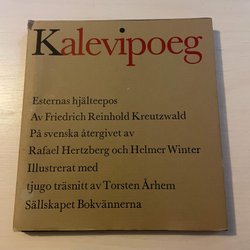 Kalevipoeg
Esternas hjälteepos
Av Friedrich Reinhold Kreutzwald
På svenska återgivet av
Rafael Hertzberg och Helmer Winter
Illustrerat med
tjugo träsnitt av Torsten Århem
Sällskapet Bokvännerna